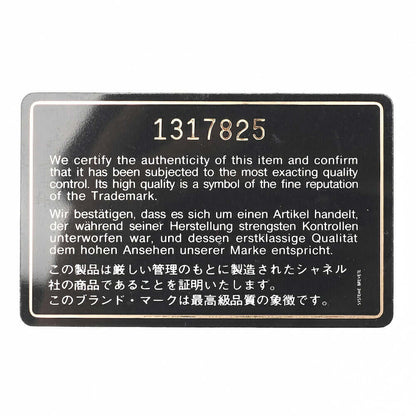 1317825
We certify the authenticity of this item and confirm
that it has been subjected to the most exacting quality
control. Its high quality is a symbol of the fine reputation
of the Trademark.
Wir bestätigen, dass es sich um einen Artikel handelt,
der während seiner Herstellung strengsten Kontrollen
unterworfen war, und dessen erstklassige Qualität
dem hohen Ansehen unserer Marke entspricht.
この製品は厳しい管理のもとに製造されたシャネル
社の商品であることを証明いたします。
このブランド・マークは最高級品質の象徴です。
SYSTEME BREVETE